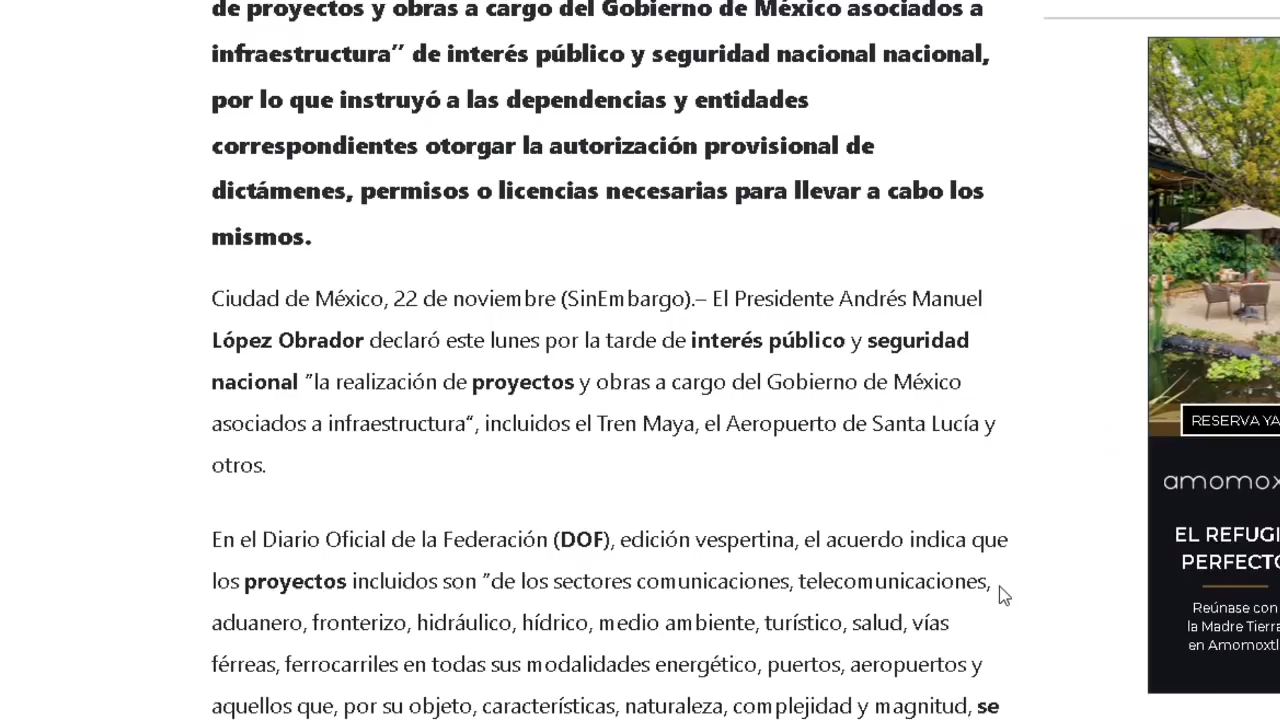 de proyectos y obras a cargo del Gobierno de México asociados a
infraestructura” de interés público y seguridad nacional nacional,
por lo que instruyó a las dependencias y entidades
correspondientes otorgar la autorización provisional de
dictámenes, permisos o licencias necesarias para llevar a cabo los
mismos.
Ciudad de México, 22 de noviembre (SinEmbargo).– El Presidente Andrés Manuel
López Obrador declaró este lunes por la tarde de interés público y seguridad
nacional ”la realización de proyectos y obras a cargo del Gobierno de México
asociados a infraestructura“, incluidos el Tren Maya, el Aeropuerto de Santa Lucía y
otros.
En el Diario Oficial de la Federación (DOF), edición vespertina, el acuerdo indica que
los proyectos incluidos son ”de los sectores comunicaciones, telecomunicaciones,
aduanero, fronterizo, hidráulico, hídrico, medio ambiente, turístico, salud, vías
férreas, ferrocarriles en todas sus modalidades energético, puertos, aeropuertos y
aquellos que, por su objeto, características, naturaleza, complejidad y magnitud, se
RESERVA YA
amomox
EL REFUGI
PERFECTO
Reúnase con
la Madre Tierra
en Amomoxtl